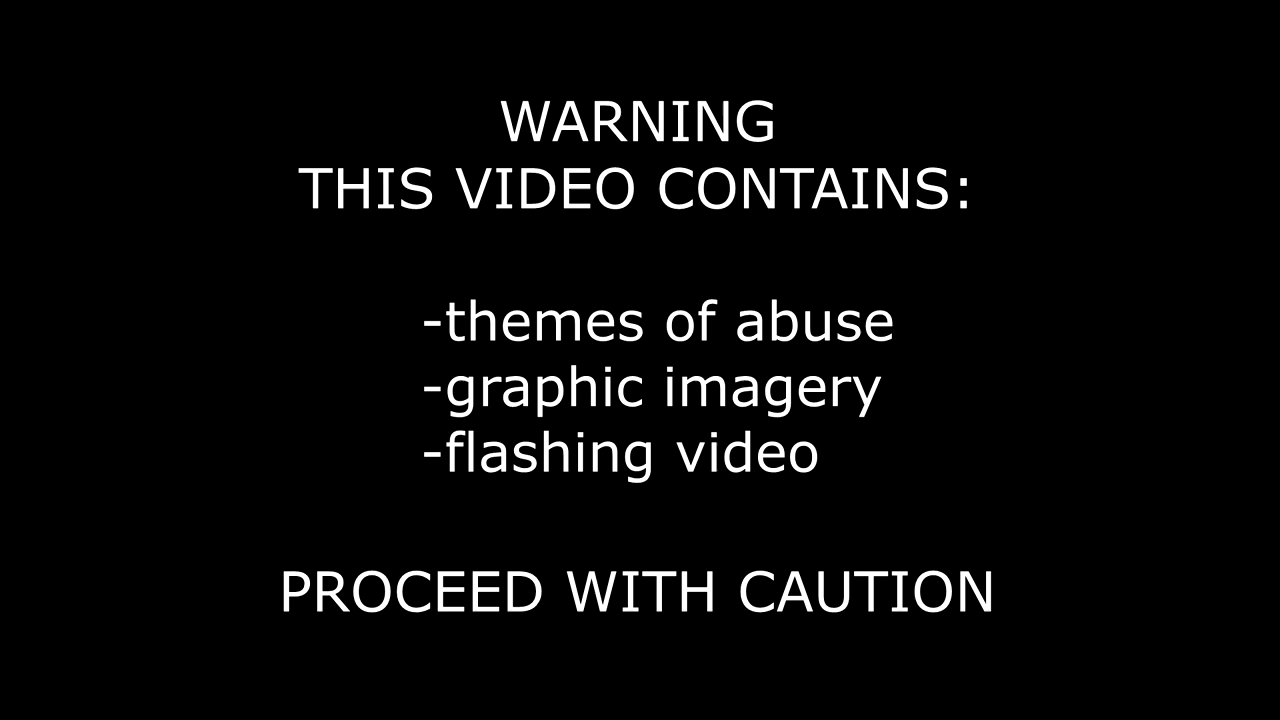 WARNING
THIS VIDEO CONTAINS:
-themes of abuse
-graphic imagery
-flashing video
PROCEED WITH CAUTION